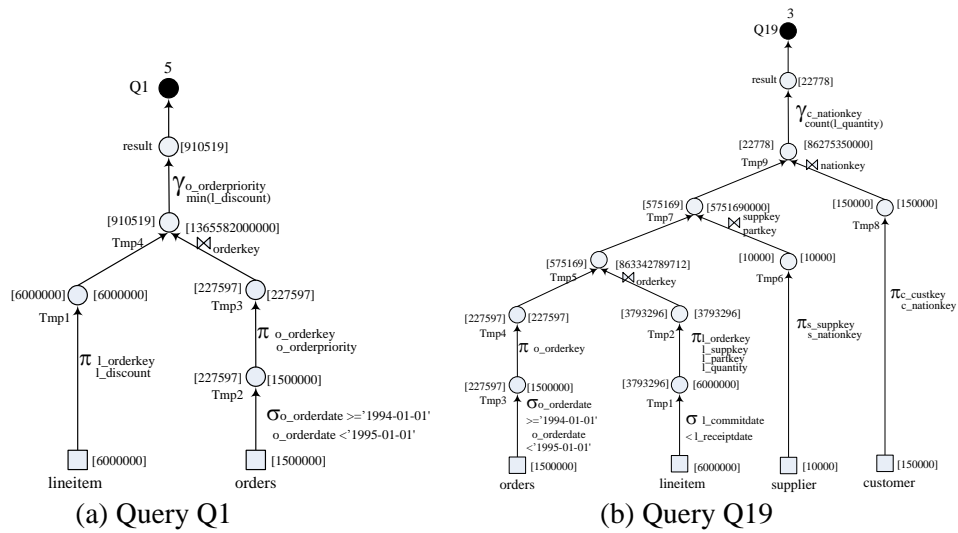 5
Q1
result [910519]
γ o_orderpriority
min(l_discount)
[910519] [1365582000000]
Tmp4 ⋈ orderkey
[6000000] [6000000]
Tmp1
[227597] [227597]
Tmp3
π l_orderkey
l_discount
π o_orderkey
o_orderpriority
[227597] [1500000]
Tmp2
σ o_orderdate >='1994-01-01'
o_orderdate <'1995-01-01'
[6000000]
lineitem
[1500000]
orders
(a) Query Q1
3
Q19
result [22778]
γ c_nationkey
count(l_quantity)
[22778] [86275350000]
Tmp9 ⋈ nationkey
[575169] [5751690000]
Tmp7 ⋈ suppkey
partkey
[150000] [150000]
Tmp8
[575169] [863342789712]
Tmp5 ⋈ orderkey
[10000] [10000]
Tmp6
π c_custkey
c_nationkey
[227597] [227597]
Tmp4
π o_orderkey
[3793296] [3793296]
Tmp2
π l_orderkey
l_suppkey
l_partkey
l_quantity
π s_suppkey
s_nationkey
[227597] [1500000]
Tmp3
σ o_orderdate
>='1994-01-01'
o_orderdate
<'1995-01-01'
[3793296] [6000000]
Tmp1
σ l_commitdate
< l_receiptdate
[1500000]
orders
[6000000]
lineitem
[10000]
supplier
[150000]
customer
(b) Query Q19